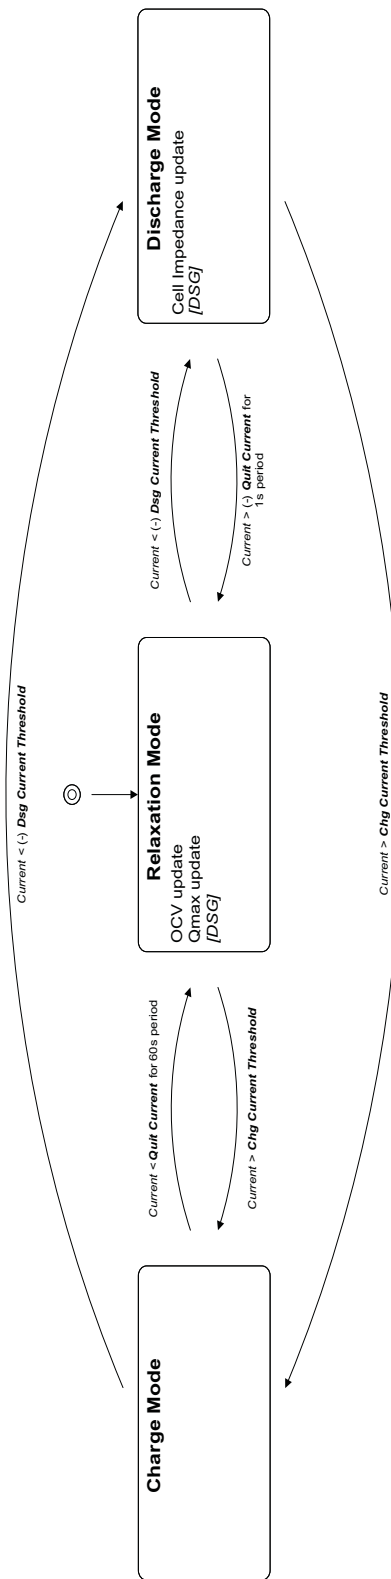 Current < (-) Dsg Current Threshold
Charge Mode
Current < Quit Current for 60s period
Current > Chg Current Threshold
Relaxation Mode
OCV update
Qmax update
[DSG]
Current < (-) Dsg Current Threshold
Current > (-) Quit Current for
1s period
Discharge Mode
Cell Impedance update
[DSG]
Current > Chg Current Threshold